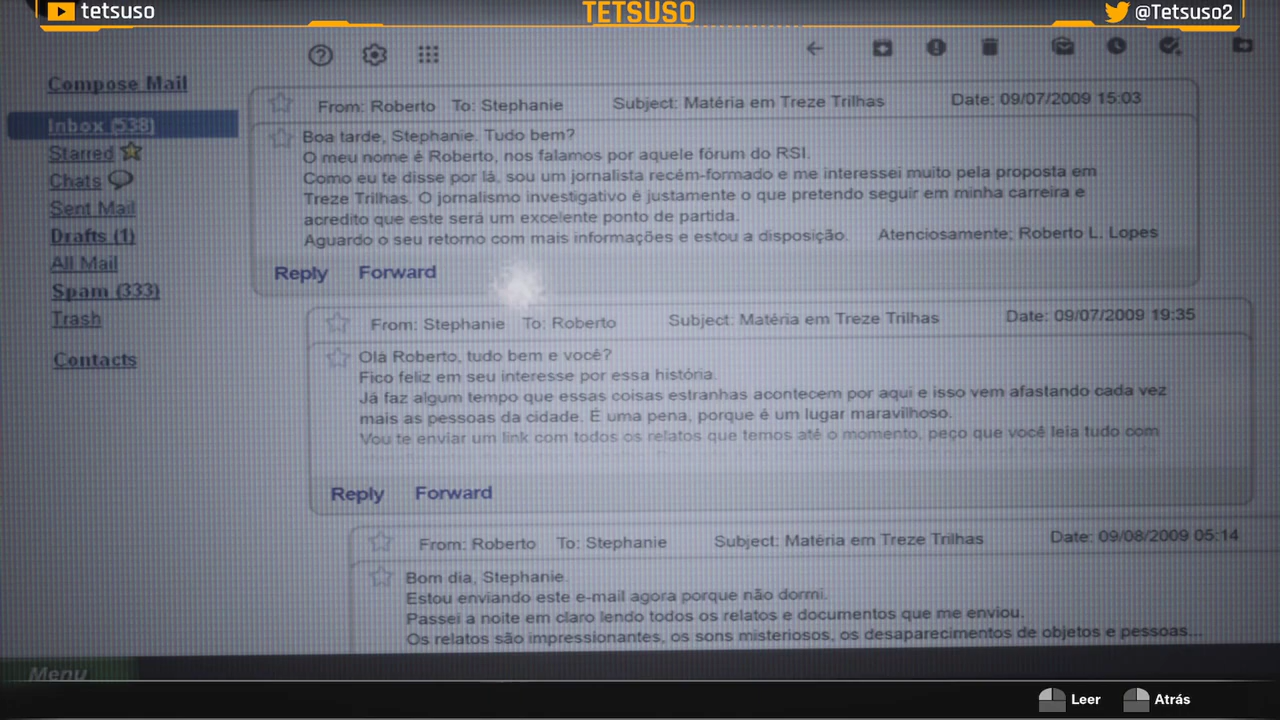 tetsuso
TETSUSO
@Tetsuso2
Compose Mail
Inbox (538)
Starred
Chats
Sent Mail
Drafts (1)
All Mail
Spam (333)
Trash
Contacts
From: Roberto To: Stephanie Subject: Matéria em Treze Trilhas Date: 09/07/2009 15:03
Boa tarde, Stephanie. Tudo bem?
O meu nome é Roberto, nos falamos por aquele fórum do RSI.
Como eu te disse por lá, sou um jornalista recém-formado e me interessei muito pela proposta em
Treze Trilhas. O jornalismo investigativo é justamente o que pretendo seguir em minha carreira e
acredito que este será um excelente ponto de partida.
Aguardo o seu retorno com mais informações e estou a disposição. Atenciosamente; Roberto L. Lopes
Reply Forward
From: Stephanie To: Roberto Subject: Matéria em Treze Trilhas Date: 09/07/2009 19:35
Olá Roberto, tudo bem e você?
Fico feliz em seu interesse por essa história.
Já faz algum tempo que essas coisas estranhas acontecem por aqui e isso vem afastando cada vez
mais as pessoas da cidade. É uma pena, porque é um lugar maravilhoso.
Vou te enviar um link com todos os relatos que temos até o momento, peço que você leia tudo com
Reply Forward
From: Roberto To: Stephanie Subject: Matéria em Treze Trilhas Date: 09/08/2009 05:14
Bom dia, Stephanie.
Estou enviando este e-mail agora porque não dormi.
Passei a noite em claro lendo todos os relatos e documentos que me enviou.
Os relatos são impressionantes, os sons misteriosos, os desaparecimentos de objetos e pessoas...
Menu
Leer Atrás